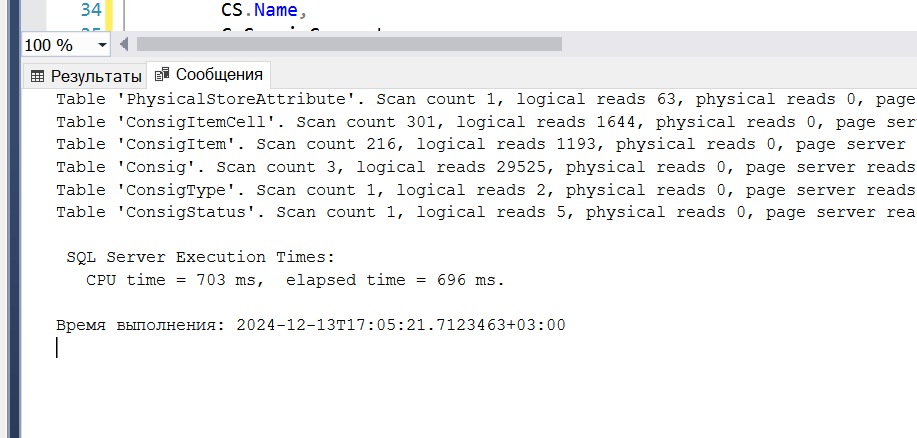 34 CS.Name,
35
100 %
Результаты Сообщения
Table 'PhysicalStoreAttribute'. Scan count 1, logical reads 63, physical reads 0, page
Table 'ConsigItemCell'. Scan count 301, logical reads 1644, physical reads 0, page ser
Table 'ConsigItem'. Scan count 216, logical reads 1193, physical reads 0, page server
Table 'Consig'. Scan count 3, logical reads 29525, physical reads 0, page server reads
Table 'ConsigType'. Scan count 1, logical reads 2, physical reads 0, page server reads
Table 'ConsigStatus'. Scan count 1, logical reads 5, physical reads 0, page server rea
SQL Server Execution Times:
CPU time = 703 ms, elapsed time = 696 ms.
Время выполнения: 2024-12-13T17:05:21.7123463+03:00